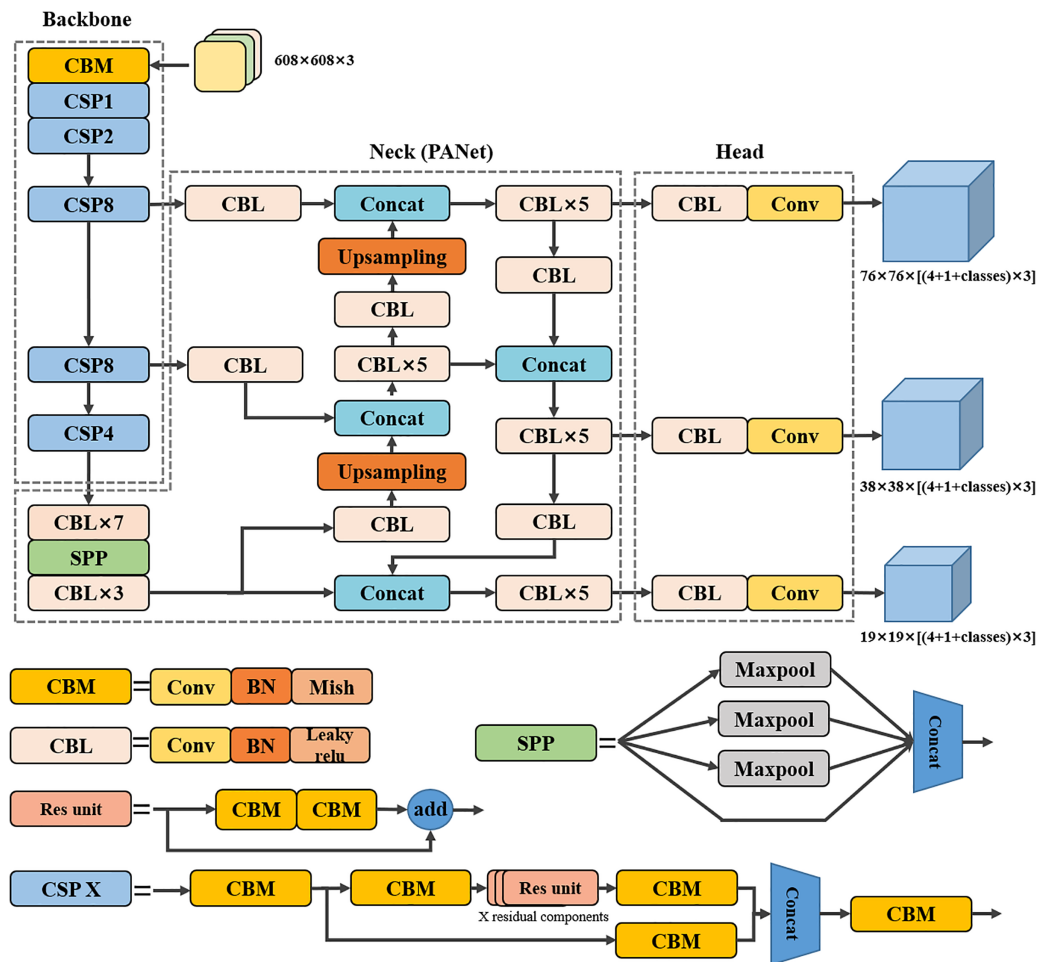 Backbone
CBM
608×608×3
CSP1
CSP2
Neck (PANet)
Head
CSP8
CBL
Concat
CBL×5
CBL
Conv
Upsampling
CBL
76×76×[(4+1+classes)×3]
CBL
CSP8
CBL
CBL×5
Concat
CSP4
Concat
CBL×5
CBL
Conv
Upsampling
38×38×[(4+1+classes)×3]
CBL×7
CBL
CBL
SPP
CBL×3
Concat
CBL×5
CBL
Conv
19×19×[(4+1+classes)×3]
CBM
=
Conv
BN
Mish
CBL
=
Conv
BN
Leaky
relu
SPP
=
Maxpool
Maxpool
Maxpool
Concat
Res unit
=
CBM
CBM
add
CSP X
=
CBM
CBM
Res unit
X residual components
CBM
CBM
Concat
CBM